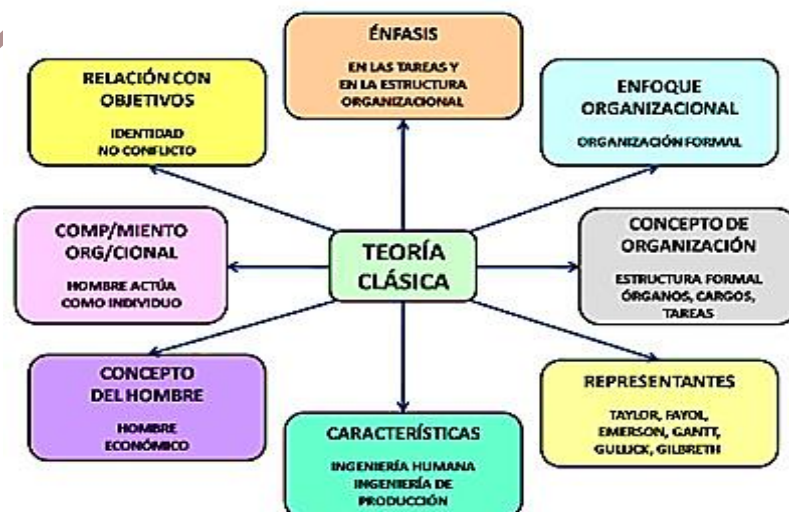 ÉNFASIS
EN LAS TAREAS Y
EN LA ESTRUCTURA
ORGANIZACIONAL
RELACIÓN CON
OBJETIVOS
IDENTIDAD
NO CONFLICTO
ENFOQUE
ORGANIZACIONAL
ORGANIZACIÓN FORMAL
COMP/MIENTO
ORG/CIONAL
HOMBRE ACTÚA
COMO INDIVIDUO
TEORÍA
CLÁSICA
CONCEPTO DE
ORGANIZACIÓN
ESTRUCTURA FORMAL
ÓRGANOS, CARGOS,
TAREAS
CONCEPTO
DEL HOMBRE
HOMBRE
ECONÓMICO
CARACTERÍSTICAS
INGENIERÍA HUMANA
INGENIERÍA DE
PRODUCCIÓN
REPRESENTANTES
TAYLOR, FAYOL,
EMERSON, GANTT,
GULLICK, GILBRETH